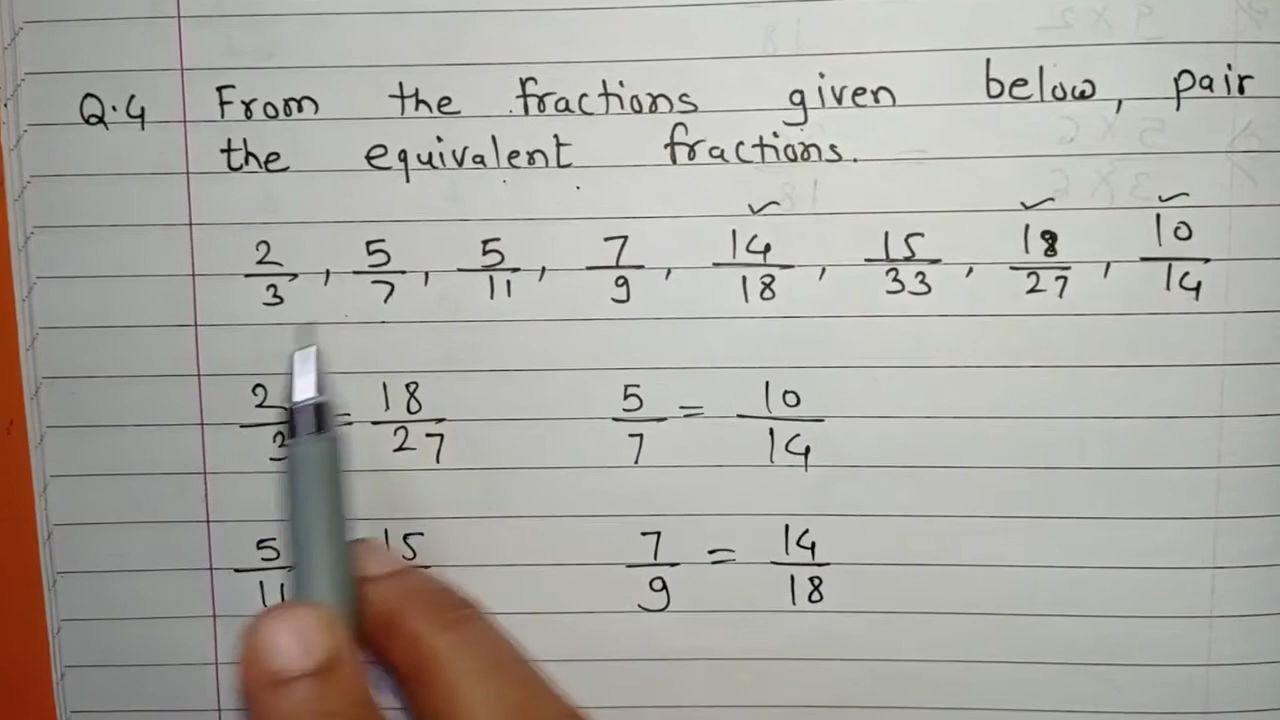 Q.4 From the fractions given below, pair
the equivalent fractions.
2/3, 5/7, 5/11, 7/9, 14/18, 15/33, 18/27, 10/14
2/3 = 18/27 5/7 = 10/14
5/11 15 7/9 = 14/18